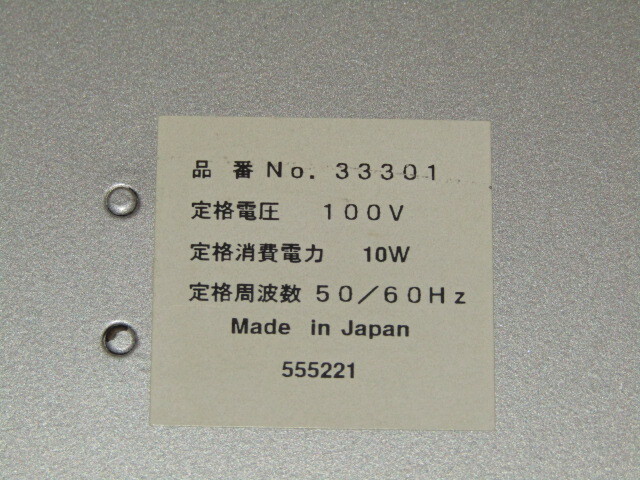 品 番 No. 33301
定格電圧 100V
定格消費電力 10W
定格周波数 50/60Hz
Made in Japan
555221